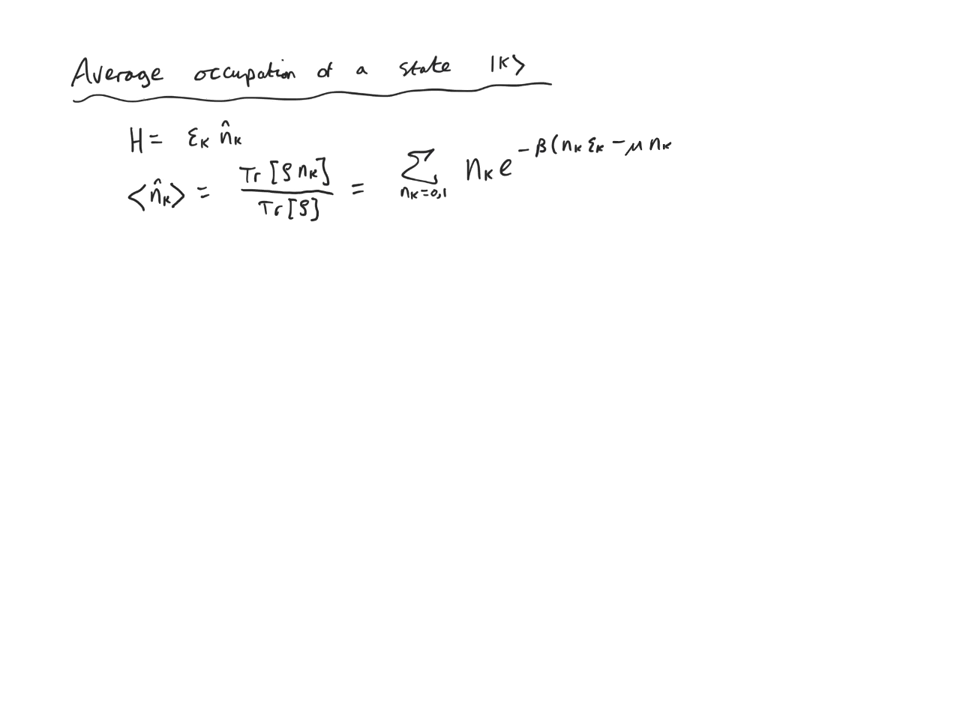 Average occupation of a state |k⟩
H = ε_k n̂_k
⟨n̂_k⟩ = Tr[ρ n_k] / Tr[ρ] = Σ_{n_k=0,1} n_k e^{-β(n_k ε_k - μ n_k}